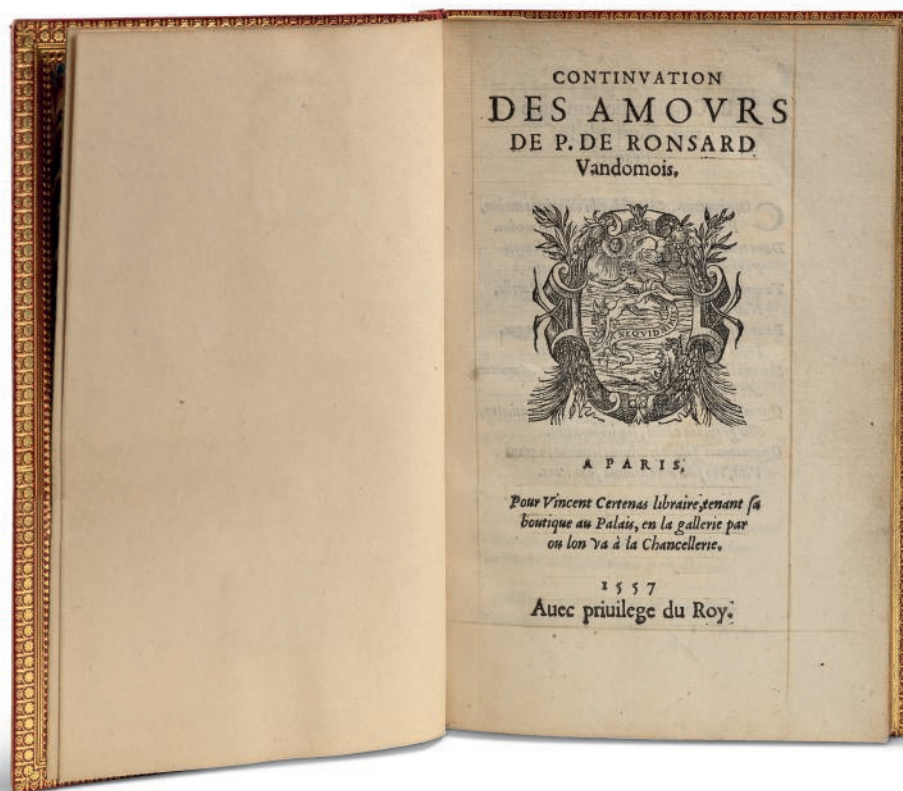 CONTINVATION
DES AMOVRS
DE P. DE RONSARD
Vandomois.
A PARIS,
Pour Vincent Certenas libraire, tenant sa
boutique au Palais, en la gallerie par
ou lon va à la Chancellerie.
1557
Auec priuilege du Roy.